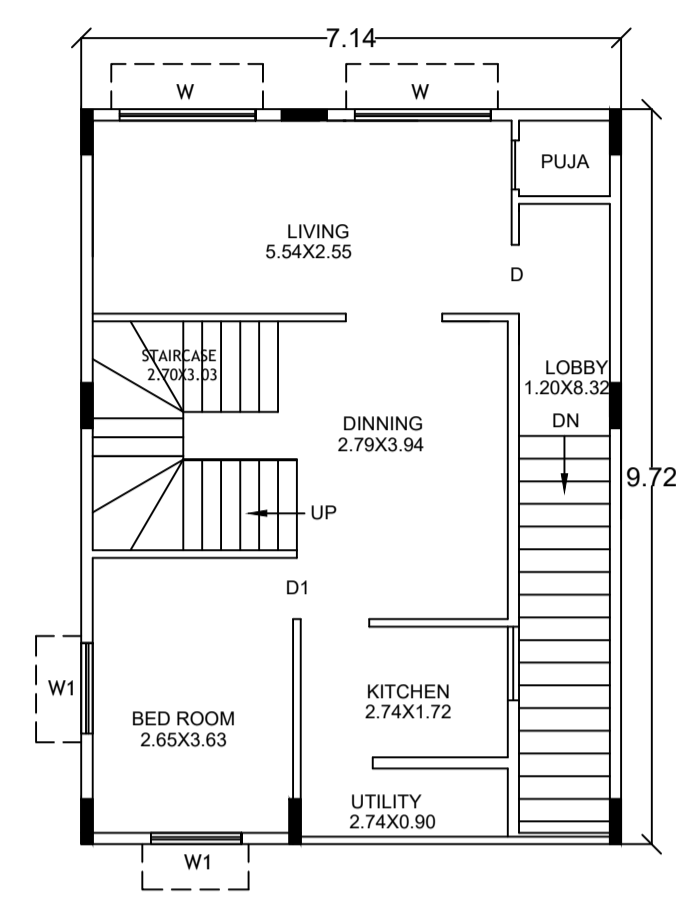 7.14
W
W
PUJA
LIVING
5.54X2.55
D
STAIRCASE
2.70X3.03
LOBBY
1.20X8.32
DINNING
2.79X3.94
DN
9.72
UP
D1
W1
KITCHEN
2.74X1.72
BED ROOM
2.65X3.63
UTILITY
2.74X0.90
W1